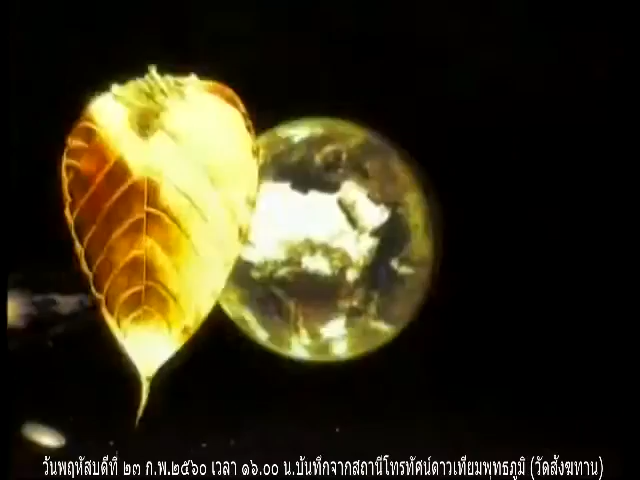 วันพฤหัสบดีที่ ๒๓ ก.พ.๒๕๖๐ เวลา ๑๖.๐๐ น.บันทึกจากสถานีโทรทัศน์ดาวเทียมพุทธภูมิ (วัดสังฆทาน)